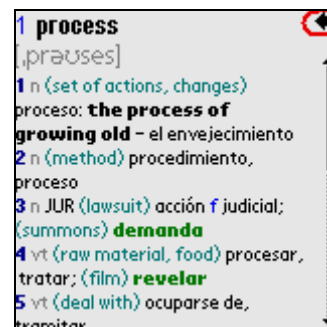 1 process
[ˌprəʊses]
1 n (set of actions, changes)
proceso: the process of
growing old – el envejecimiento
2 n (method) procedimiento,
proceso
3 n JUR (lawsuit) acción f judicial;
(summons) demanda
4 vt (raw material, food) procesar,
tratar; (film) revelar
5 vt (deal with) ocuparse de,
tramitar